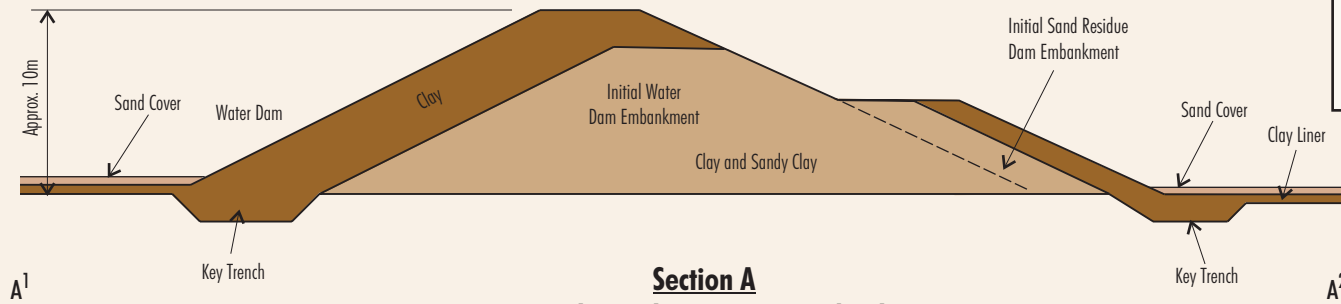 Approx. 10m
Sand Cover
Water Dam
Clay
Initial Water
Dam Embankment
Clay and Sandy Clay
Initial Sand Residue
Dam Embankment
Sand Cover
Clay Liner
Key Trench
Key Trench
A1
Section A